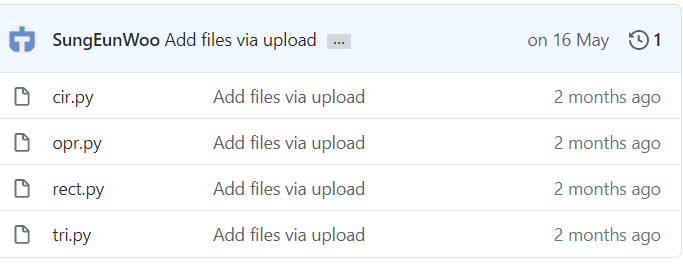 SungEunWoo Add files via upload ... on 16 May 1
cir.py Add files via upload 2 months ago
opr.py Add files via upload 2 months ago
rect.py Add files via upload 2 months ago
tri.py Add files via upload 2 months ago